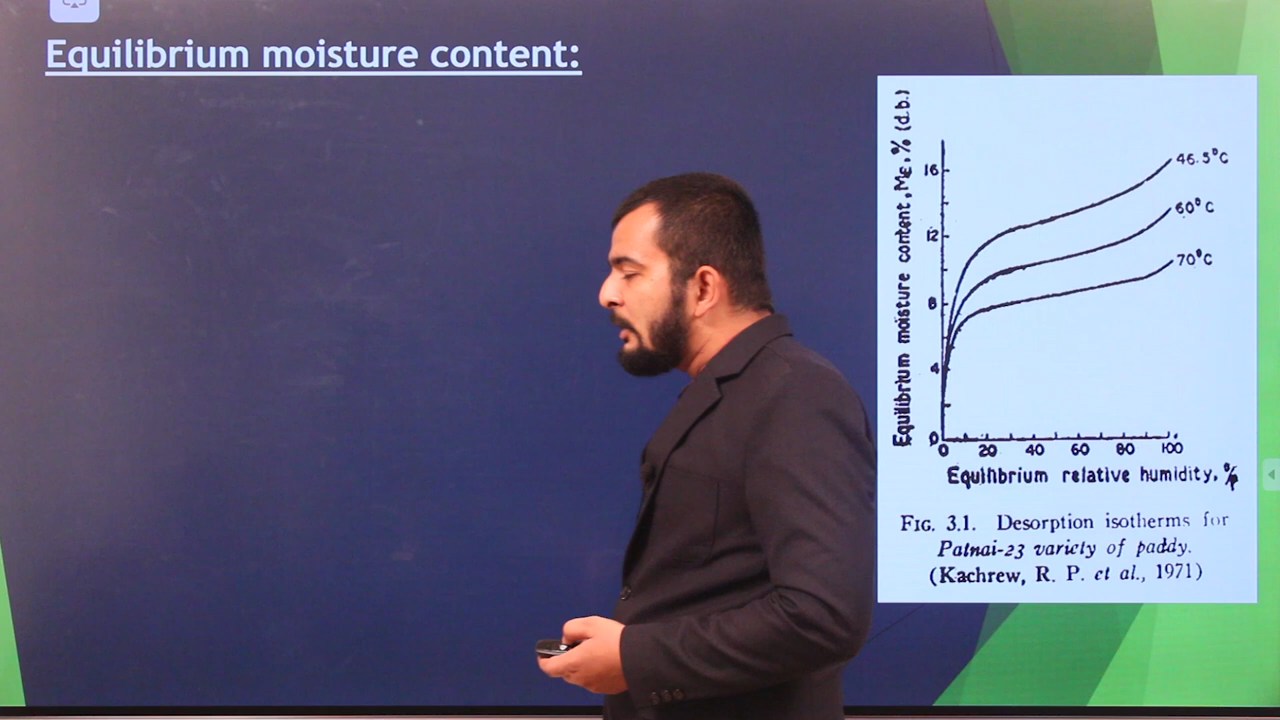 Equilibrium moisture content:
Equilibrium moisture content, ME, % (d.b.)
16
12
8
4
0
46.5°C
60°C
70°C
0 20 40 60 80 100
Equilibrium relative humidity, %
FIG. 3.1. Desorption isotherms for
Patnai-23 variety of paddy.
(Kachrew, R. P. et al., 1971)